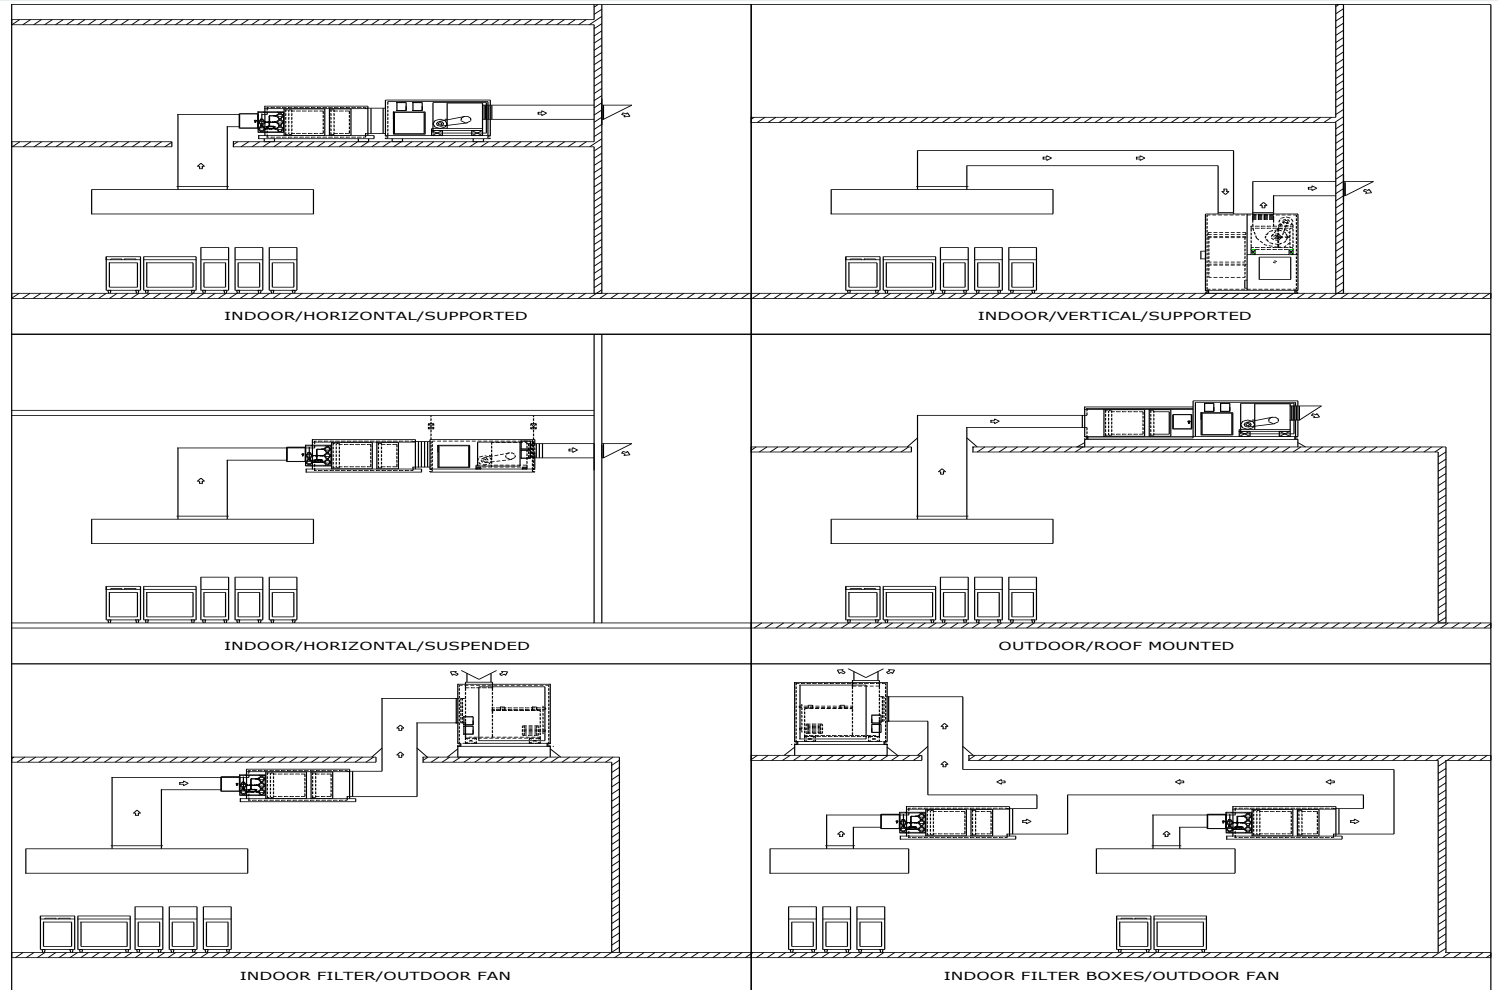 INDOOR/HORIZONTAL/SUPPORTED
INDOOR/VERTICAL/SUPPORTED
INDOOR/HORIZONTAL/SUSPENDED
OUTDOOR/ROOF MOUNTED
INDOOR FILTER/OUTDOOR FAN
INDOOR FILTER BOXES/OUTDOOR FAN